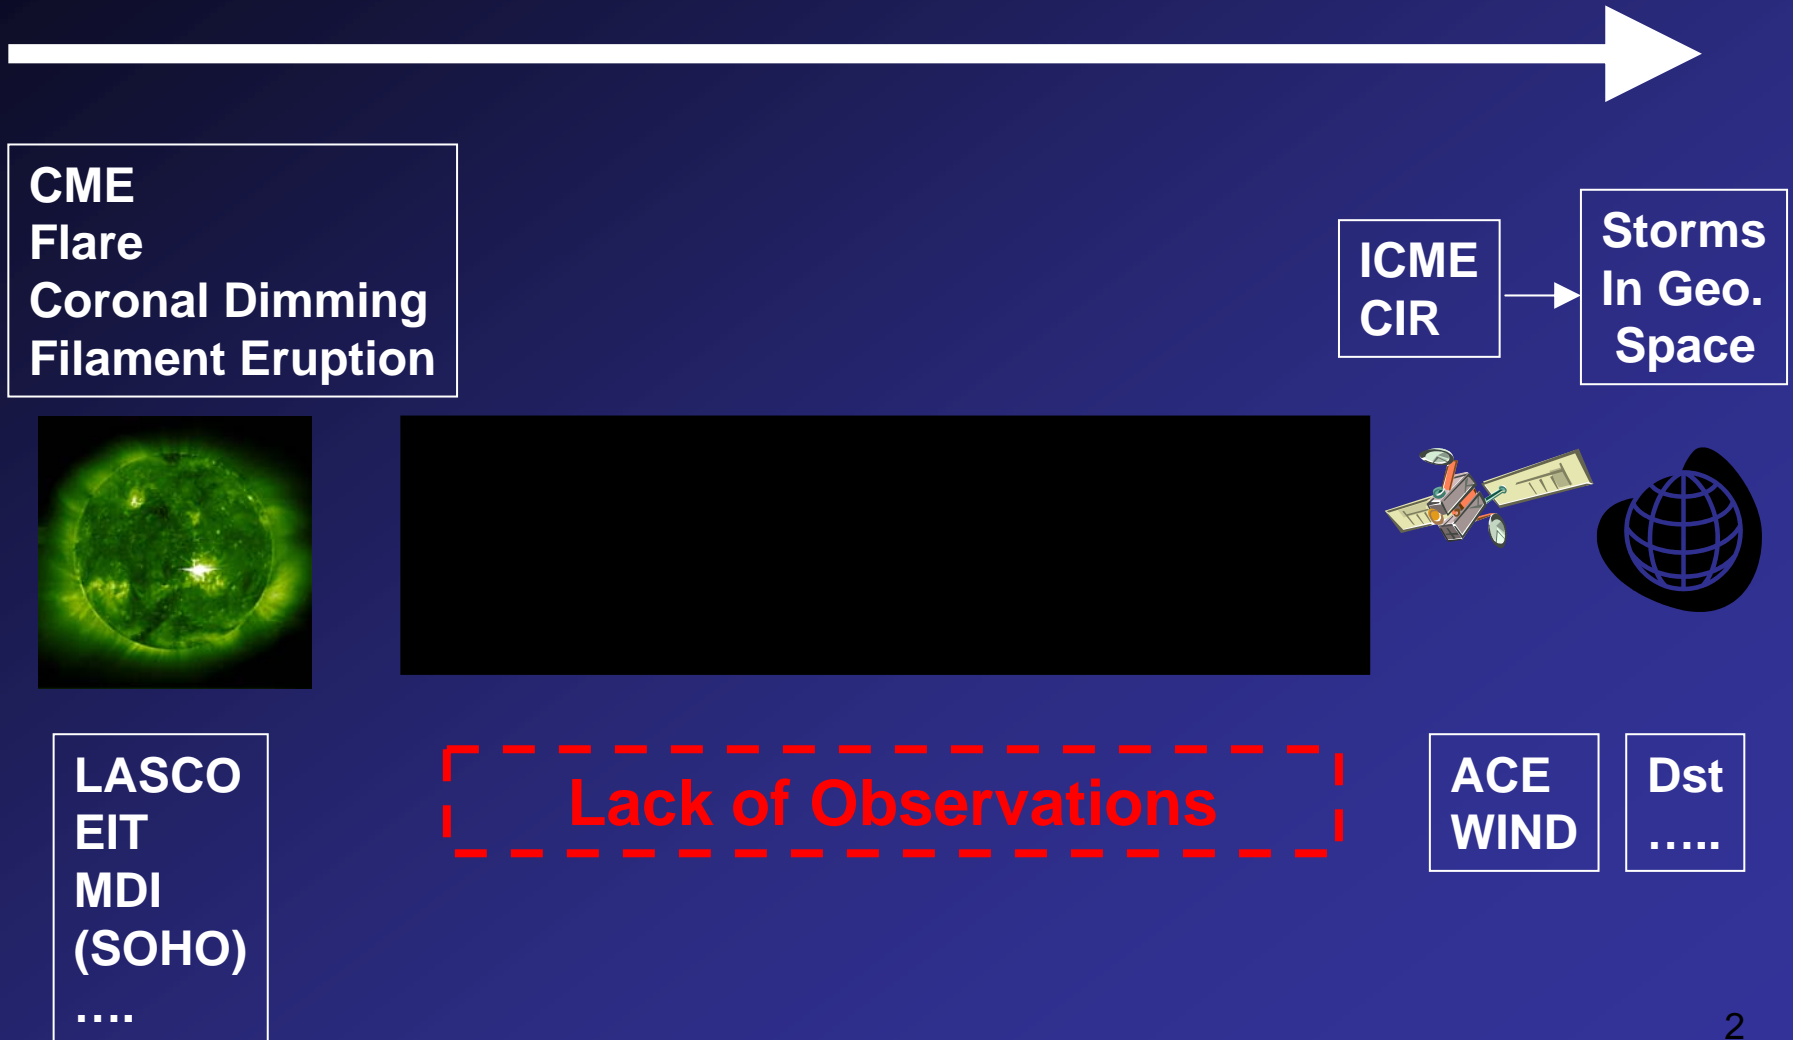 CME
Flare
Coronal Dimming
Filament Eruption
ICME
CIR
Storms
In Geo.
Space
LASCO
EIT
MDI
(SOHO)
….
Lack of Observations
ACE
WIND
Dst
…..
2